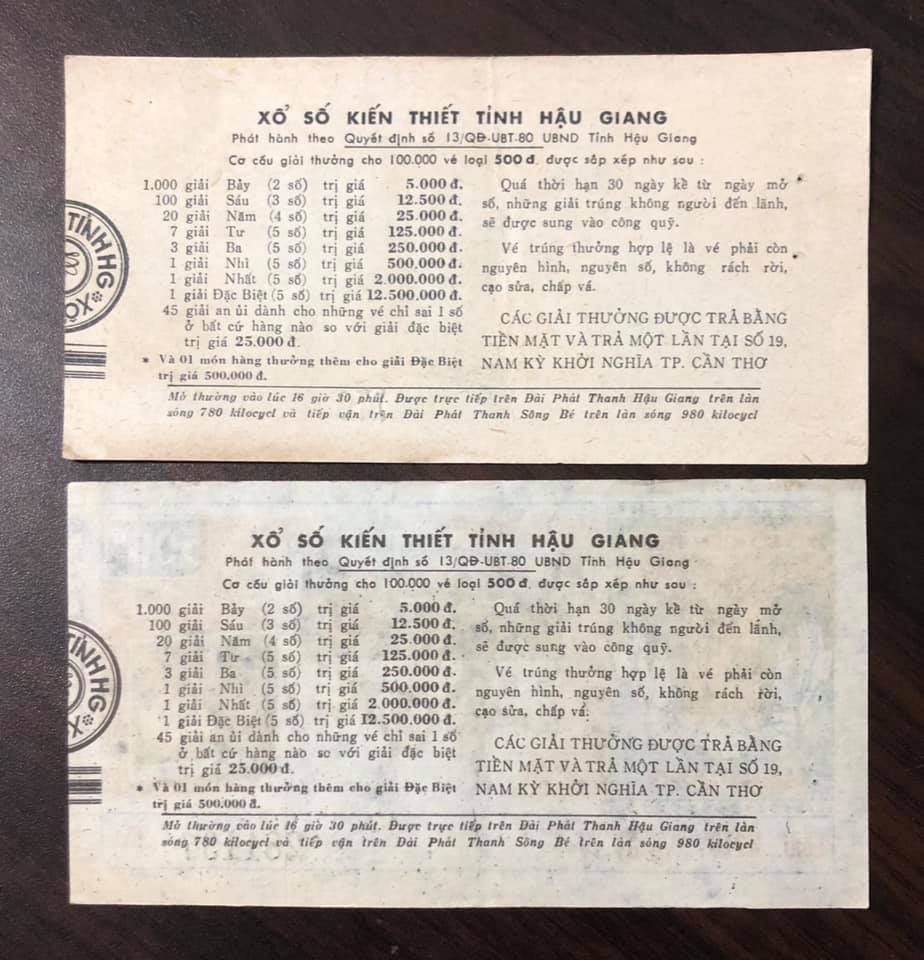 XỔ SỐ KIẾN THIẾT TỈNH HẬU GIANG
Phát hành theo Quyết định số 13/QĐ-UBT-80 UBND Tỉnh Hậu Giang
Cơ cấu giải thưởng cho 100.000 vé loại 500đ. được sắp xếp như sau :
1.000 giải Bảy (2 số) trị giá 5.000 đ.
100 giải Sáu (3 số) trị giá 12.500 đ.
20 giải Năm (4 số) trị giá 25.000 đ.
7 giải Tư (5 số) trị giá 125.000 đ.
3 giải Ba (5 số) trị giá 250.000 đ.
1 giải Nhì (5 số) trị giá 500.000 đ.
1 giải Nhất (5 số) trị giá 2.000.000 đ.
1 giải Đặc Biệt (5 số) trị giá 12.500.000 đ.
45 giải an ủi dành cho những vé chỉ sai 1 số
ở bất cứ hàng nào so với giải đặc biệt
trị giá 25.000 đ.
* Và 01 món hàng thưởng thêm cho giải Đặc Biệt
trị giá 500.000 đ.
Quá thời hạn 30 ngày kể từ ngày mở
số, những giải trúng không người đến lãnh,
sẽ được sung vào công quỹ.
Vé trúng thưởng hợp lệ là vé phải còn
nguyên hình, nguyên số, không rách rời,
cạo sửa, chấp vá.
CÁC GIẢI THƯỞNG ĐƯỢC TRẢ BẰNG
TIỀN MẶT VÀ TRẢ MỘT LẦN TẠI SỐ 19,
NAM KỲ KHỞI NGHĨA TP. CẦN THƠ
Mở thưởng vào lúc 16 giờ 30 phút. Được trực tiếp trên Đài Phát Thanh Hậu Giang trên làn
sóng 780 kilocycl và tiếp vận trên Đài Phát Thanh Sông Bé trên làn sóng 980 kilocycl
TỈNH HG * XỔ
XỔ SỐ KIẾN THIẾT TỈNH HẬU GIANG
Phát hành theo Quyết định số 13/QĐ-UBT-80 UBND Tỉnh Hậu Giang
Cơ cấu giải thưởng cho 100.000 vé loại 500đ. được sắp xếp như sau :
1.000 giải Bảy (2 số) trị giá 5.000 đ.
100 giải Sáu (3 số) trị giá 12.500 đ.
20 giải Năm (4 số) trị giá 25.000 đ.
7 giải Tư (5 số) trị giá 125.000 đ.
3 giải Ba (5 số) trị giá 250.000 đ.
1 giải Nhì (5 số) trị giá 500.000 đ.
1 giải Nhất (5 số) trị giá 2.000.000 đ.
1 giải Đặc Biệt (5 số) trị giá 12.500.000 đ.
45 giải an ủi dành cho những vé chỉ sai 1 số
ở bất cứ hàng nào so với giải đặc biệt
trị giá 25.000 đ.
* Và 01 món hàng thưởng thêm cho giải Đặc Biệt
trị giá 500.000 đ.
Quá thời hạn 30 ngày kể từ ngày mở
số, những giải trúng không người đến lãnh,
sẽ được sung vào công quỹ.
Vé trúng thưởng hợp lệ là vé phải còn
nguyên hình, nguyên số, không rách rời,
cạo sửa, chấp vá.
CÁC GIẢI THƯỞNG ĐƯỢC TRẢ BẰNG
TIỀN MẶT VÀ TRẢ MỘT LẦN TẠI SỐ 19,
NAM KỲ KHỞI NGHĨA TP. CẦN THƠ
Mở thưởng vào lúc 16 giờ 30 phút. Được trực tiếp trên Đài Phát Thanh Hậu Giang trên làn
sóng 780 kilocycl và tiếp vận trên Đài Phát Thanh Sông Bé trên làn sóng 980 kilocycl
TỈNH HG * X